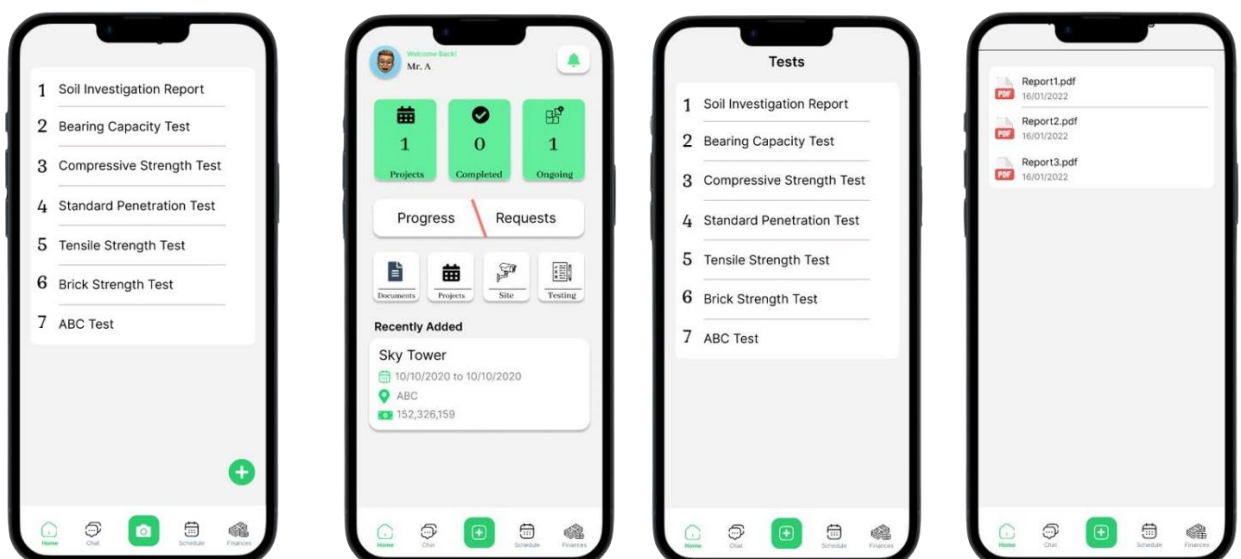 1 Soil Investigation Report
2 Bearing Capacity Test
3 Compressive Strength Test
4 Standard Penetration Test
5 Tensile Strength Test
6 Brick Strength Test
7 ABC Test
Home Chat Schedule Finances
Welcome Back!
Mr. A
1 0 1
Projects Completed Ongoing
Progress Requests
Documents Projects Site Testing
Recently Added
Sky Tower
10/10/2020 to 10/10/2020
ABC
152,326,159
Home Chat Schedule Finances
Tests
1 Soil Investigation Report
2 Bearing Capacity Test
3 Compressive Strength Test
4 Standard Penetration Test
5 Tensile Strength Test
6 Brick Strength Test
7 ABC Test
Home Chat Schedule Finances
Report1.pdf
PDF 16/01/2022
Report2.pdf
PDF 16/01/2022
Report3.pdf
PDF 16/01/2022
Home Chat Schedule Finances